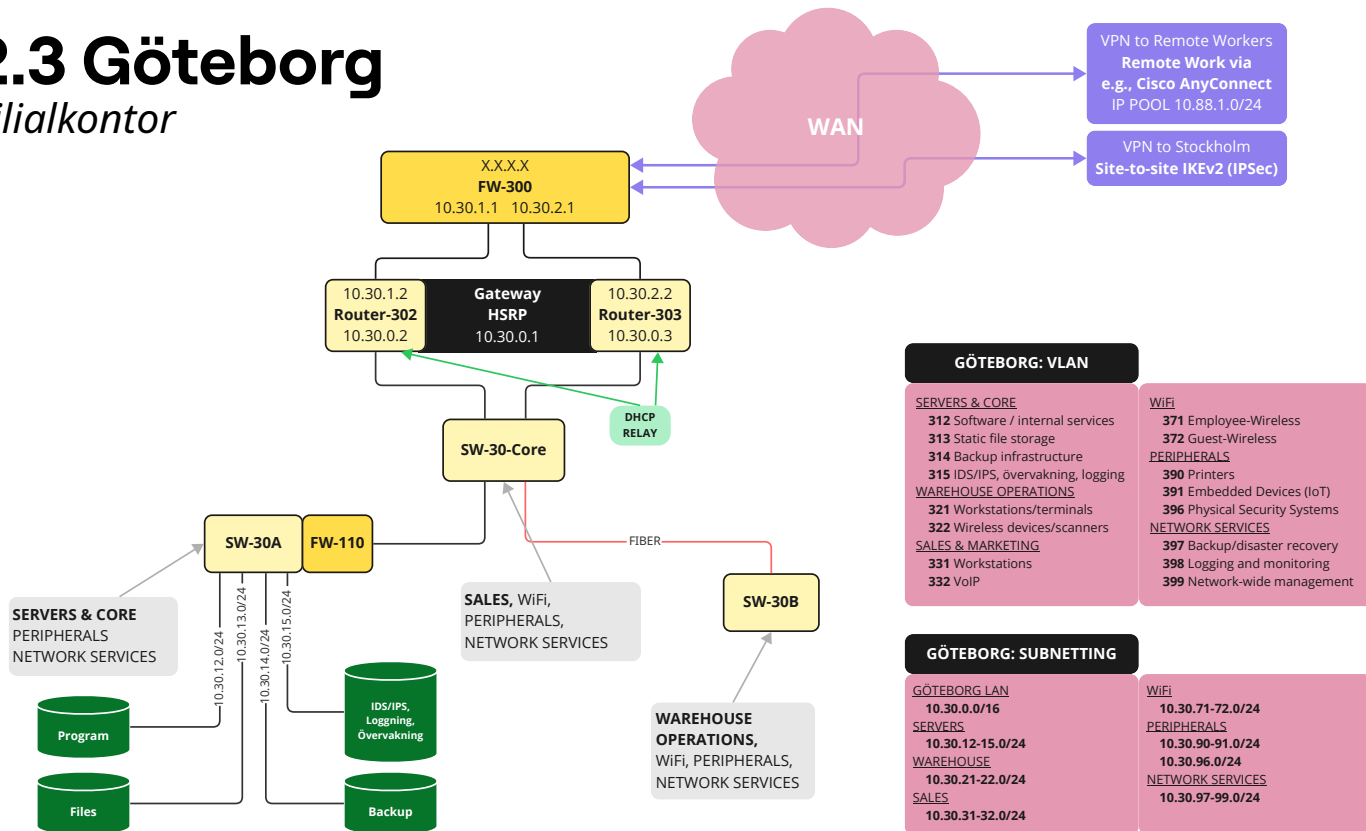 2.3 Göteborg
ilialkontor
WAN
VPN to Remote Workers
Remote Work via
e.g., Cisco AnyConnect
IP POOL 10.88.1.0/24
VPN to Stockholm
Site-to-site IKEv2 (IPSec)
X.X.X.X
FW-300
10.30.1.1 10.30.2.1
10.30.1.2
Router-302
10.30.0.2
Gateway
HSRP
10.30.0.1
10.30.2.2
Router-303
10.30.0.3
DHCP
RELAY
SW-30-Core
SW-30A
FW-110
FIBER
SW-30B
SERVERS & CORE
PERIPHERALS
NETWORK SERVICES
SALES, WiFi,
PERIPHERALS,
NETWORK SERVICES
WAREHOUSE
OPERATIONS,
WiFi, PERIPHERALS,
NETWORK SERVICES
10.30.12.0/24
10.30.13.0/24
10.30.14.0/24
10.30.15.0/24
Program
Files
IDS/IPS,
Loggning,
Övervakning
Backup
GÖTEBORG: VLAN
SERVERS & CORE
312 Software / internal services
313 Static file storage
314 Backup infrastructure
315 IDS/IPS, övervakning, logging
WAREHOUSE OPERATIONS
321 Workstations/terminals
322 Wireless devices/scanners
SALES & MARKETING
331 Workstations
332 VoIP
WiFi
371 Employee-Wireless
372 Guest-Wireless
PERIPHERALS
390 Printers
391 Embedded Devices (IoT)
396 Physical Security Systems
NETWORK SERVICES
397 Backup/disaster recovery
398 Logging and monitoring
399 Network-wide management
GÖTEBORG: SUBNETTING
GÖTEBORG LAN
10.30.0.0/16
SERVERS
10.30.12-15.0/24
WAREHOUSE
10.30.21-22.0/24
SALES
10.30.31-32.0/24
WiFi
10.30.71-72.0/24
PERIPHERALS
10.30.90-91.0/24
10.30.96.0/24
NETWORK SERVICES
10.30.97-99.0/24